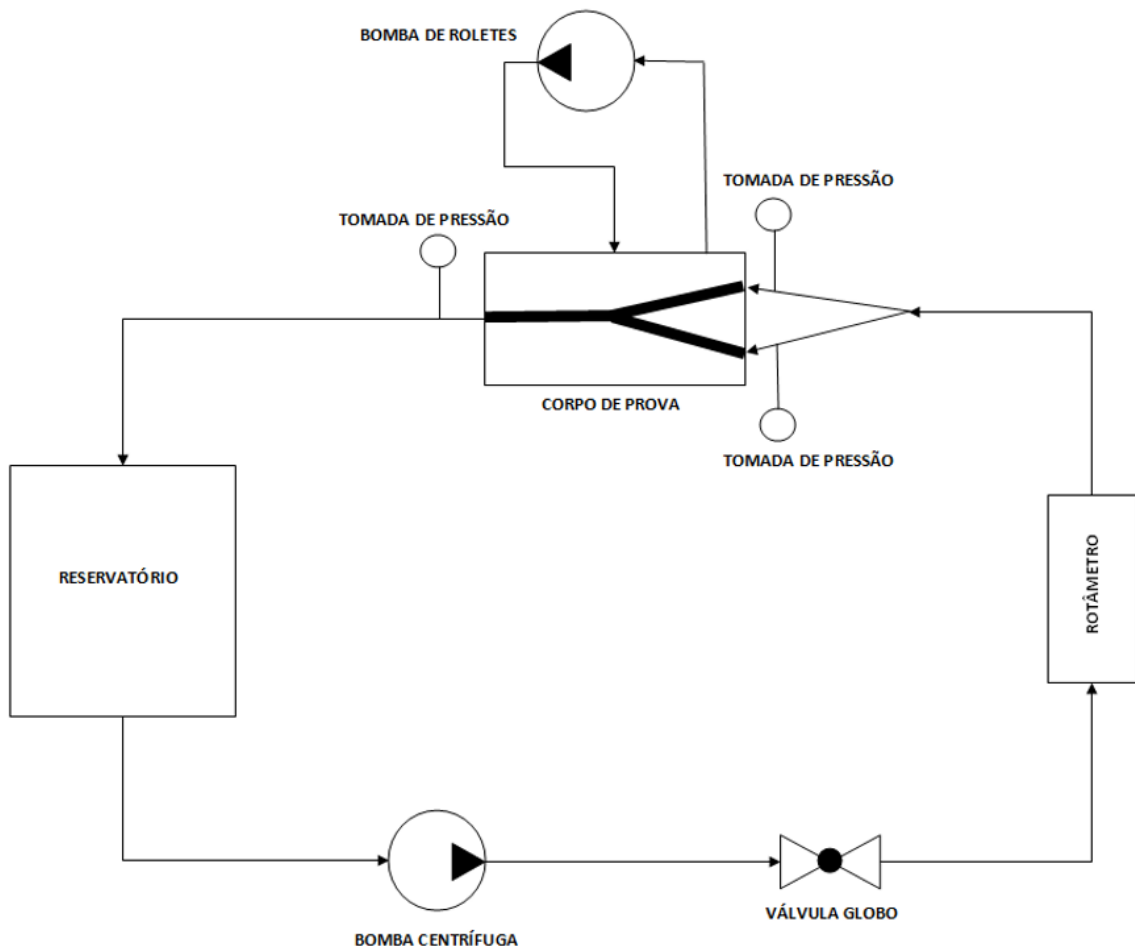 BOMBA DE ROLETES
TOMADA DE PRESSÃO
TOMADA DE PRESSÃO
CORPO DE PROVA
TOMADA DE PRESSÃO
RESERVATÓRIO
ROTÂMETRO
VÁLVULA GLOBO
BOMBA CENTRÍFUGA